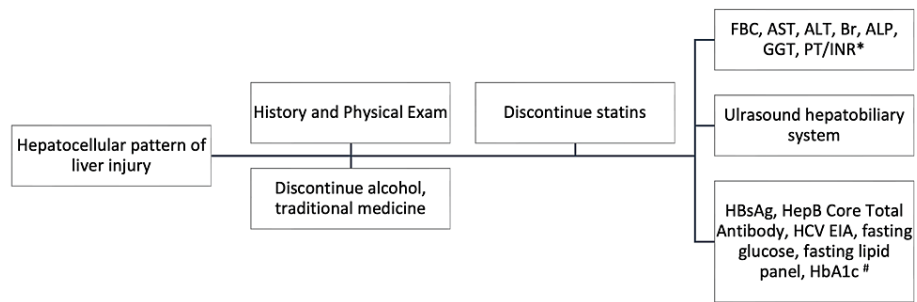 Hepatocellular pattern of
liver injury
History and Physical Exam
Discontinue alcohol,
traditional medicine
Discontinue statins
FBC, AST, ALT, Br, ALP,
GGT, PT/INR*
Ulrasound hepatobiliary
system
HBsAg, HepB Core Total
Antibody, HCV EIA, fasting
glucose, fasting lipid
panel, HbA1c #